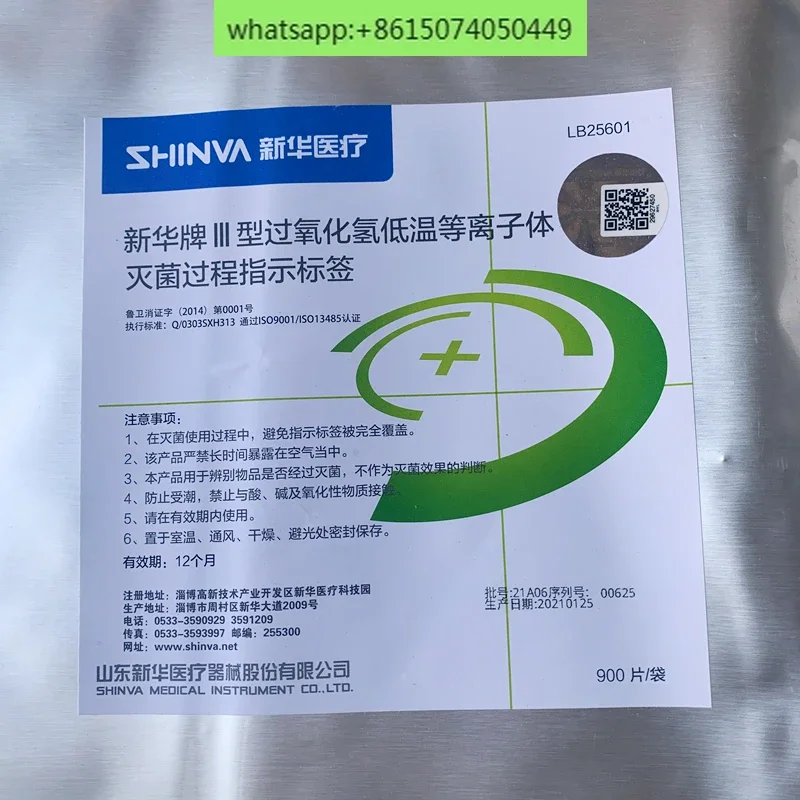 whatsapp:+8615074050449
SHINVA 新华医疗
LB25601
29627450
新华牌Ⅲ型过氧化氢低温等离子体
灭菌过程指示标签
鲁卫消证字（2014）第0001号
执行标准：Q/0303SXH313 通过ISO9001/ISO13485认证
注意事项：
1、在灭菌使用过程中，避免指示标签被完全覆盖。
2、该产品严禁长时间暴露在空气当中。
3、本产品用于辨别物品是否经过灭菌，不作为灭菌效果的判断。
4、防止受潮，禁止与酸、碱及氧化性物质接触。
5、请在有效期内使用。
6、置于室温、通风、干燥、避光处密封保存。
有效期：12个月
注册地址：淄博高新技术产业开发区新华医疗科技园
生产地址：淄博市周村区新华大道2009号
电话：0533-3590929 3591209
传真：0533-3593997 邮编：255300
网址：www.shinva.net
批号:21A06序列号： 00625
生产日期:20210125
山东新华医疗器械股份有限公司
SHINVA MEDICAL INSTRUMENT CO.,LTD.
900 片/袋